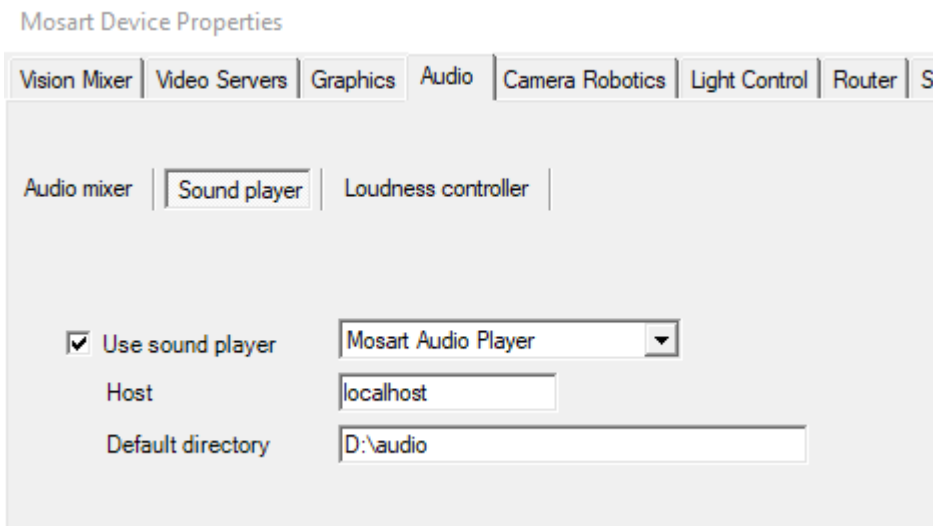 Mosart Device Properties
Vision Mixer Video Servers Graphics Audio Camera Robotics Light Control Router S
Audio mixer Sound player Loudness controller
Use sound player Mosart Audio Player
Host localhost
Default directory D:\audio